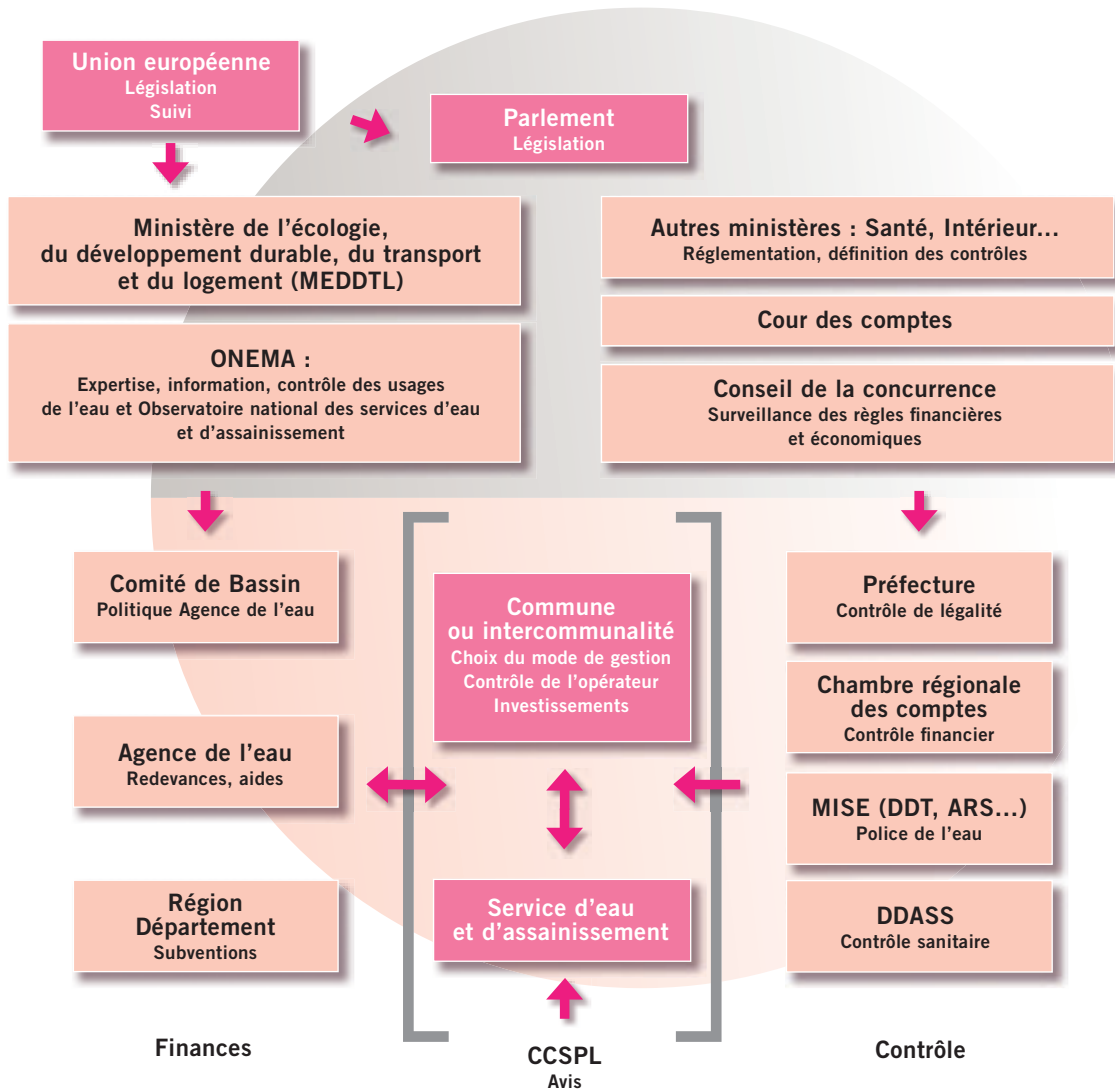 Union européenne
Législation
Suivi
Parlement
Législation
Ministère de l'écologie,
du développement durable, du transport
et du logement (MEDDTL)
Autres ministères : Santé, Intérieur...
Réglementation, définition des contrôles
Cour des comptes
ONEMA :
Expertise, information, contrôle des usages
de l'eau et Observatoire national des services d'eau
et d'assainissement
Conseil de la concurrence
Surveillance des règles financières
et économiques
Comité de Bassin
Politique Agence de l'eau
Agence de l'eau
Redevances, aides
Région
Département
Subventions
Finances
Commune
ou intercommunalité
Choix du mode de gestion
Contrôle de l'opérateur
Investissements
Service d'eau
et d'assainissement
CCSPL
Avis
Préfecture
Contrôle de légalité
Chambre régionale
des comptes
Contrôle financier
MISE (DDT, ARS...)
Police de l'eau
DDASS
Contrôle sanitaire
Contrôle